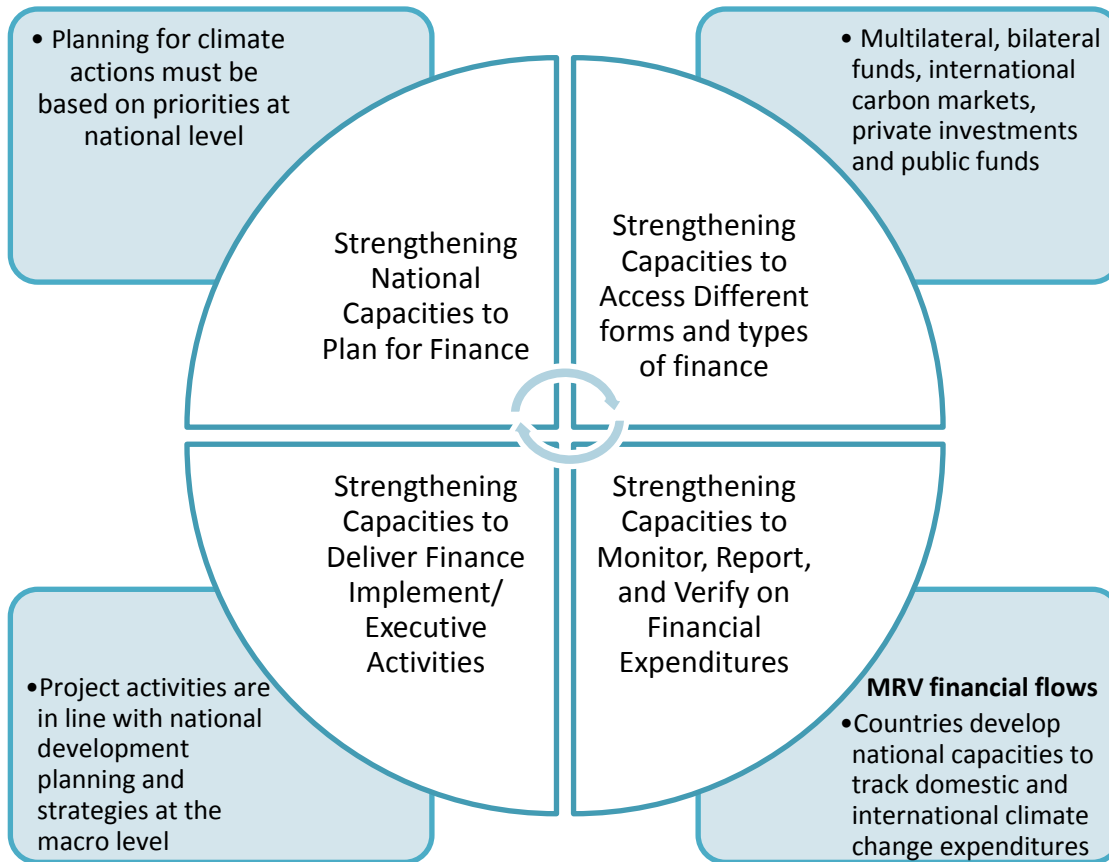 • Planning for climate
actions must be
based on priorities at
national level
• Multilateral, bilateral
funds, international
carbon markets,
private investments
and public funds
Strengthening
National
Capacities to
Plan for Finance
Strengthening
Capacities to
Access Different
forms and types
of finance
Strengthening
Capacities to
Deliver Finance
Implement/
Executive
Activities
Strengthening
Capacities to
Monitor, Report,
and Verify on
Financial
Expenditures
•Project activities are
in line with national
development
planning and
strategies at the
macro level
MRV financial flows
•Countries develop
national capacities to
track domestic and
international climate
change expenditures